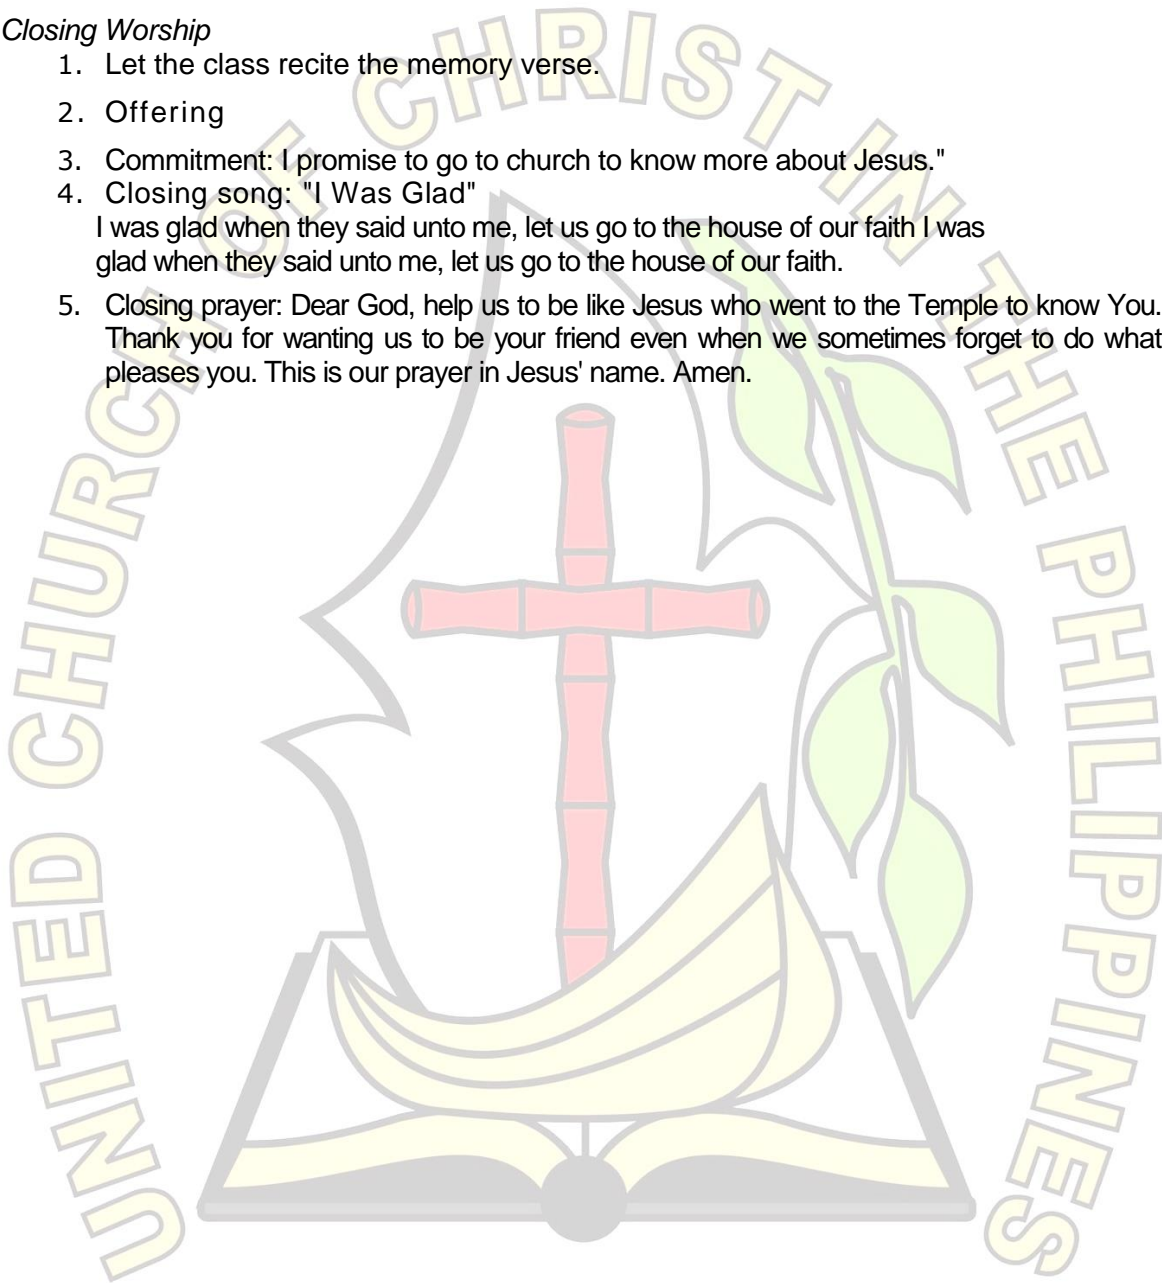 Closing Worship
1. Let the class recite the memory verse.
2. Offering
3. Commitment: I promise to go to church to know more about Jesus."
4. Closing song: "I Was Glad"
I was glad when they said unto me, let us go to the house of our faith I was
glad when they said unto me, let us go to the house of our faith.
5. Closing prayer: Dear God, help us to be like Jesus who went to the Temple to know You.
Thank you for wanting us to be your friend even when we sometimes forget to do what
pleases you. This is our prayer in Jesus' name. Amen.
UNITED CHURCH OF CHRIST IN THE PHILIPPINES